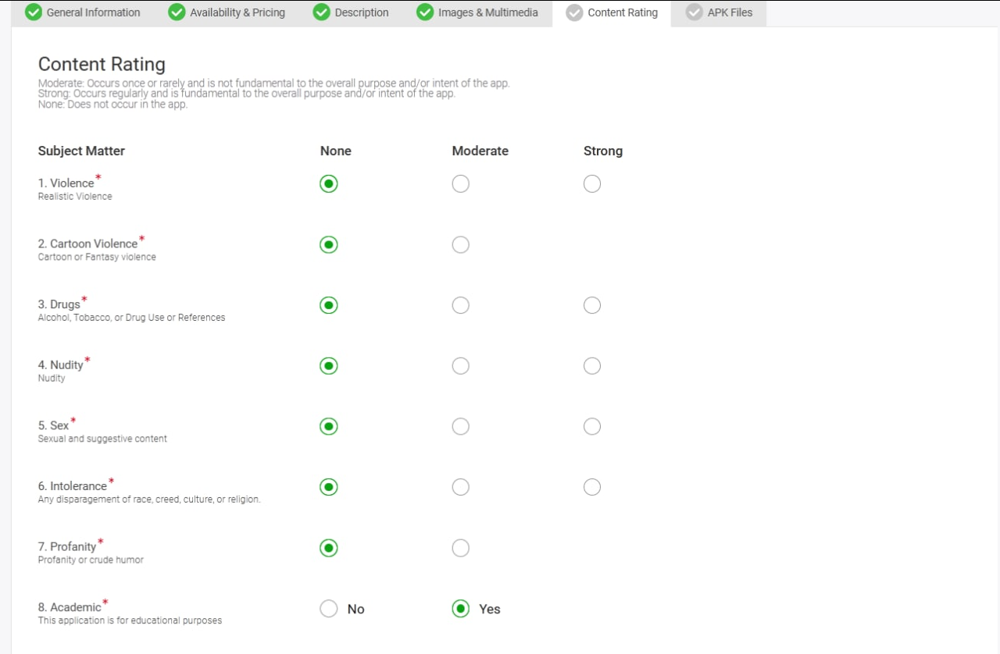 General Information Availability & Pricing Description Images & Multimedia Content Rating APK Files
Content Rating
Moderate: Occurs once or rarely and is not fundamental to the overall purpose and/or intent of the app.
Strong: Occurs regularly and is fundamental to the overall purpose and/or intent of the app.
None: Does not occur in the app.
Subject Matter None Moderate Strong
1. Violence*
Realistic Violence
2. Cartoon Violence*
Cartoon or Fantasy violence
3. Drugs*
Alcohol, Tobacco, or Drug Use or References
4. Nudity*
Nudity
5. Sex*
Sexual and suggestive content
6. Intolerance*
Any disparagement of race, creed, culture, or religion.
7. Profanity*
Profanity or crude humor
8. Academic* No Yes
This application is for educational purposes